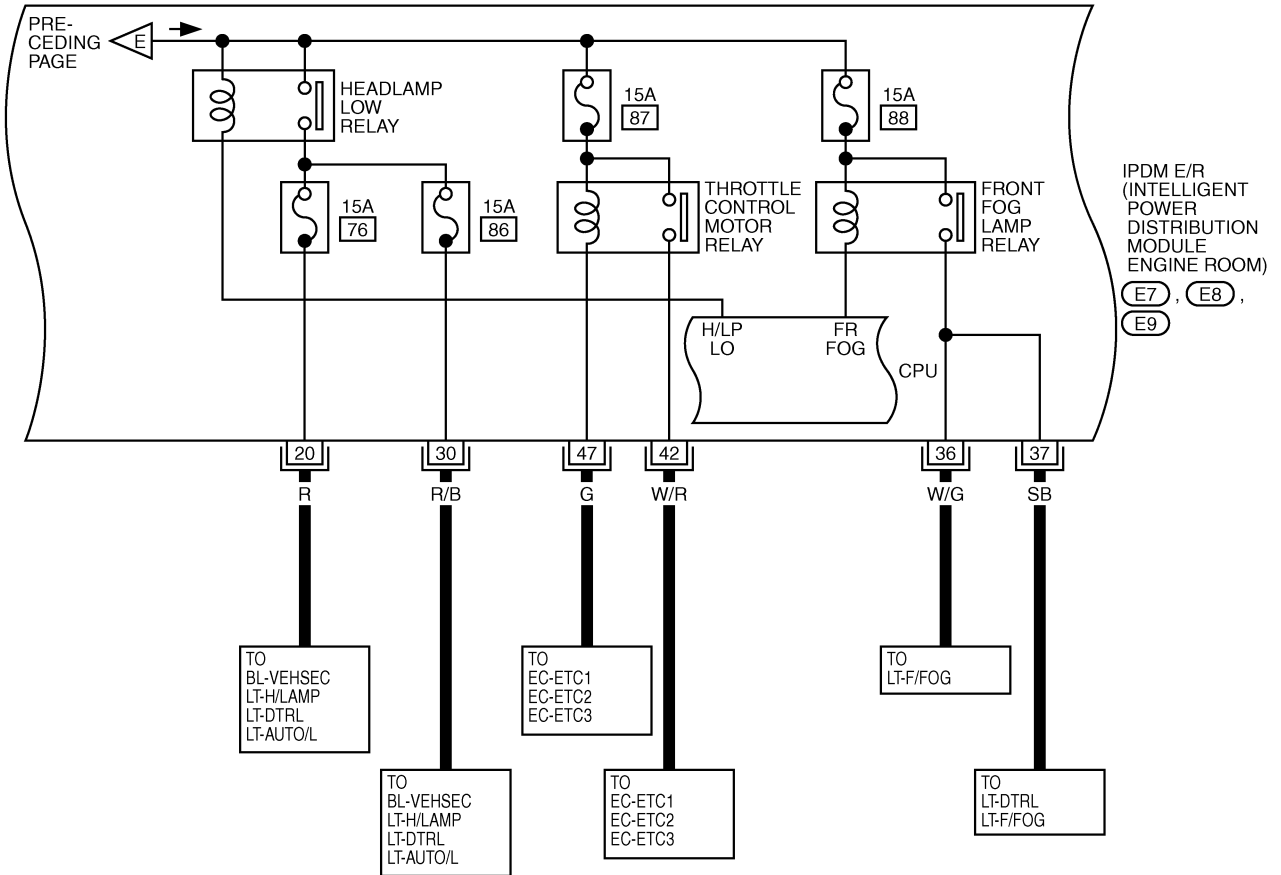 PRE-
CEDING
PAGE
E
HEADLAMP
LOW
RELAY
15A
87
15A
88
15A
76
15A
86
THROTTLE
CONTROL
MOTOR
RELAY
FRONT
FOG
LAMP
RELAY
IPDM E/R
(INTELLIGENT
POWER
DISTRIBUTION
MODULE
ENGINE ROOM)
E7 , E8 ,
E9
H/LP
LO
FR
FOG
CPU
20
30
47
42
36
37
R
R/B
G
W/R
W/G
SB
TO
BL-VEHSEC
LT-H/LAMP
LT-DTRL
LT-AUTO/L
TO
EC-ETC1
EC-ETC2
EC-ETC3
TO
LT-F/FOG
TO
BL-VEHSEC
LT-H/LAMP
LT-DTRL
LT-AUTO/L
TO
EC-ETC1
EC-ETC2
EC-ETC3
TO
LT-DTRL
LT-F/FOG